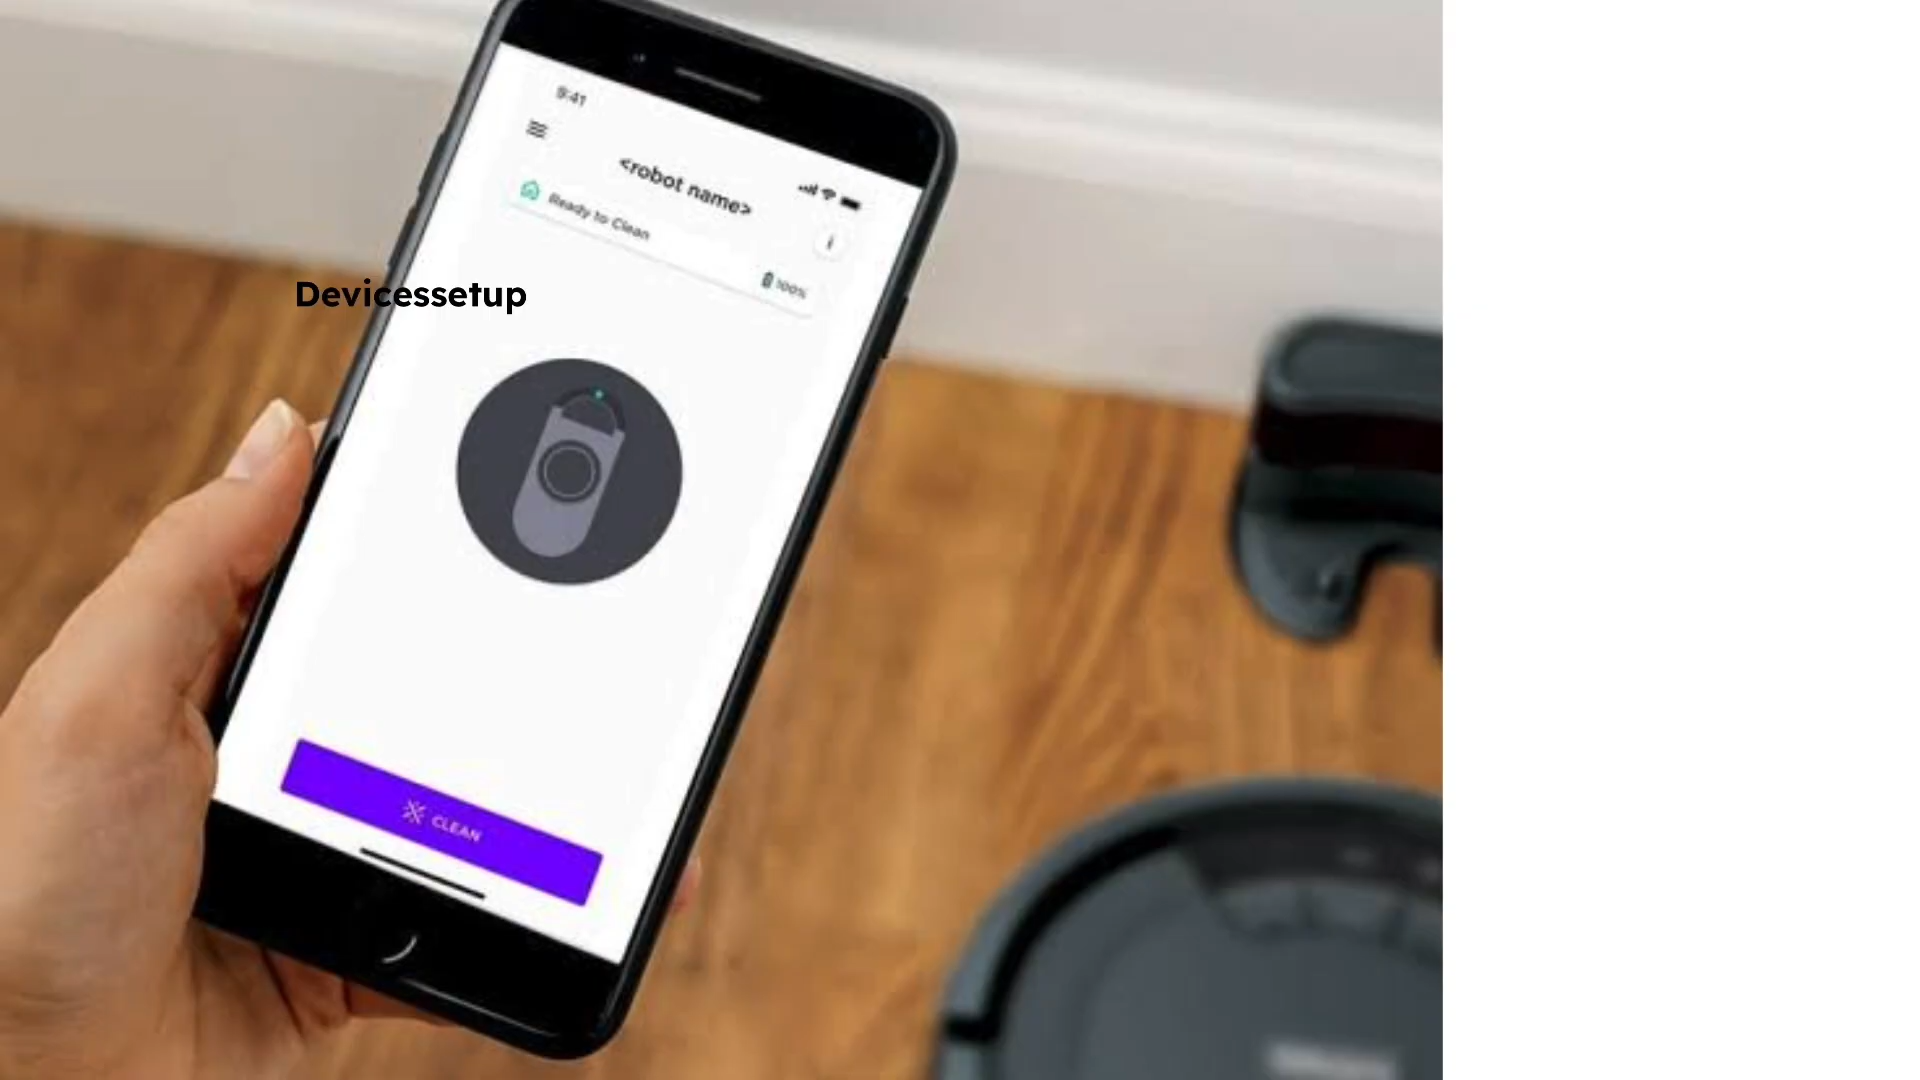 9:41
<robot name>
Ready to Clean
i
100%
Devicessetup
CLEAN